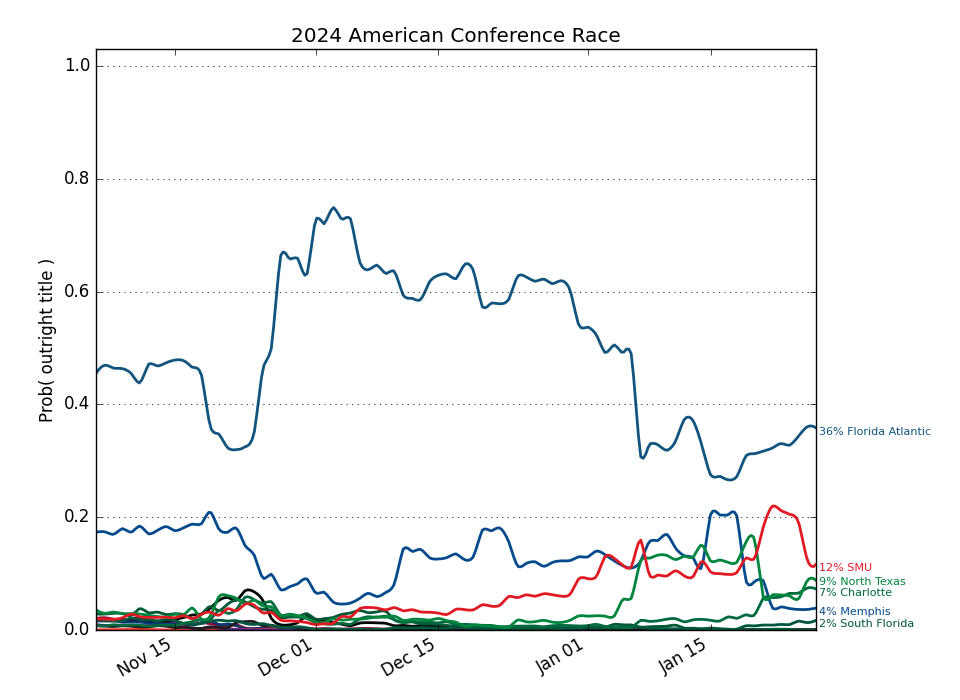 2024 American Conference Race
Prob( outright title )
1.0
0.8
0.6
0.4
0.2
0.0
36% Florida Atlantic
12% SMU
9% North Texas
7% Charlotte
4% Memphis
2% South Florida
Nov 15
Dec 01
Dec 15
Jan 01
Jan 15